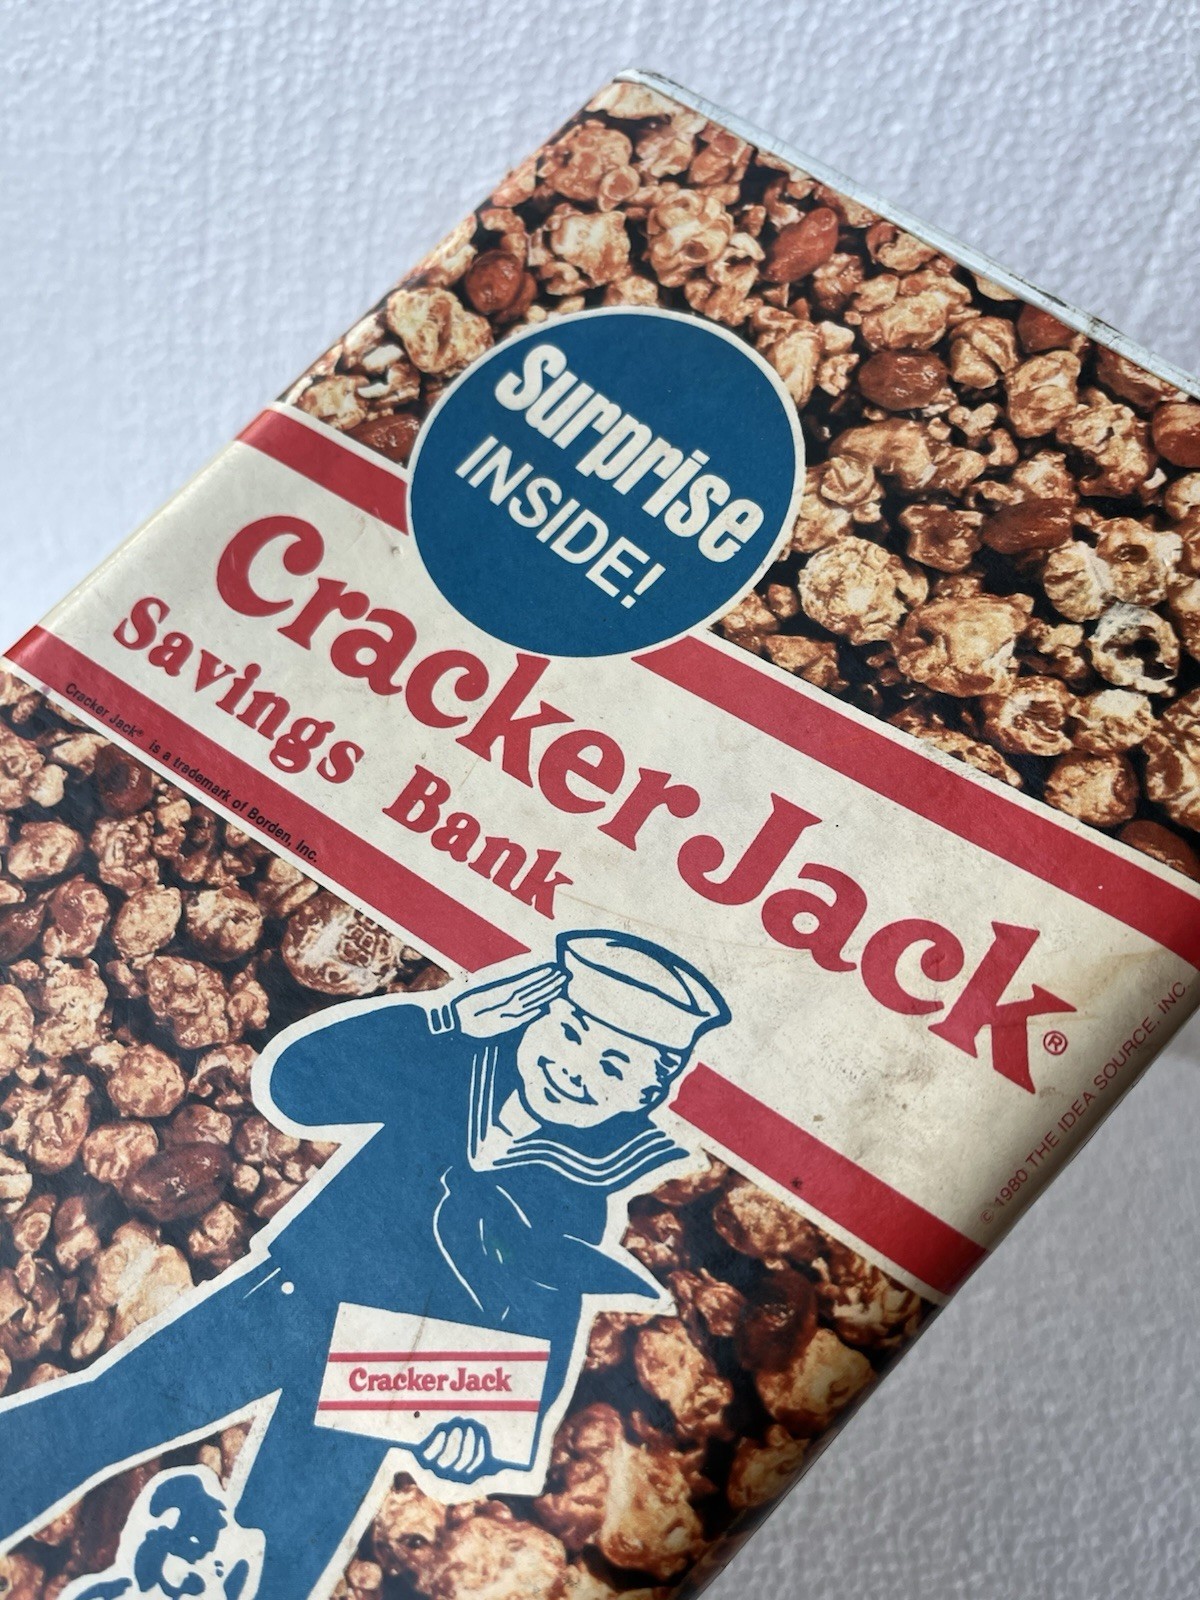 Surprise
INSIDE!
Cracker Jack®
Savings Bank
Cracker Jack® is a trademark of Borden, Inc.
© 1980 THE IDEA SOURCE, INC
Cracker Jack